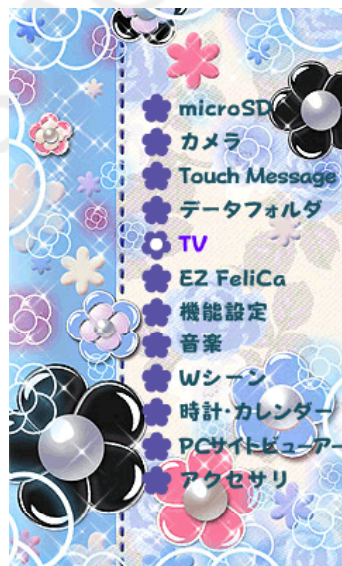 microSD
カメラ
Touch Message
データフォルダ
TV
EZ FeliCa
機能設定
音楽
Wシーン
時計・カレンダー
PCサイトビューアー
アクセサリ